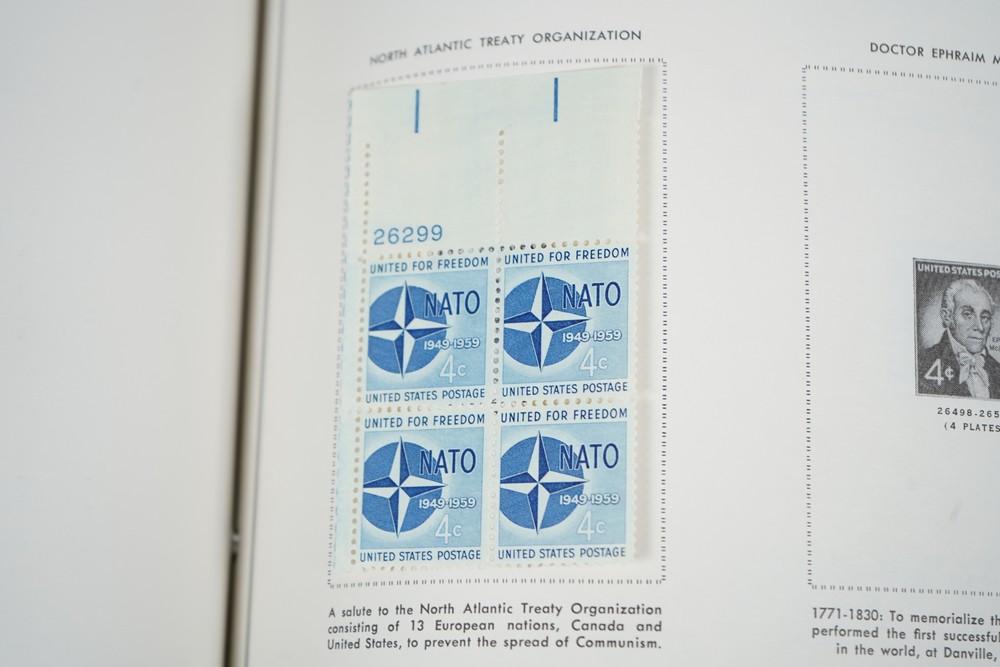 NORTH ATLANTIC TREATY ORGANIZATION
26299
UNITED FOR FREEDOM
NATO
1949-1959
4c
UNITED STATES POSTAGE
UNITED FOR FREEDOM
NATO
1949-1959
4c
UNITED STATES POSTAGE
UNITED FOR FREEDOM
NATO
1949-1959
4c
UNITED STATES POSTAGE
UNITED FOR FREEDOM
NATO
1949-1959
4c
UNITED STATES POSTAGE
A salute to the North Atlantic Treaty Organization
consisting of 13 European nations, Canada and
United States, to prevent the spread of Communism.
DOCTOR EPHRAIM M
UNITED STATES POS
4¢
26498-265
(4 PLATES
1771-1830: To memorialize th
performed the first successful
in the world, at Danville,